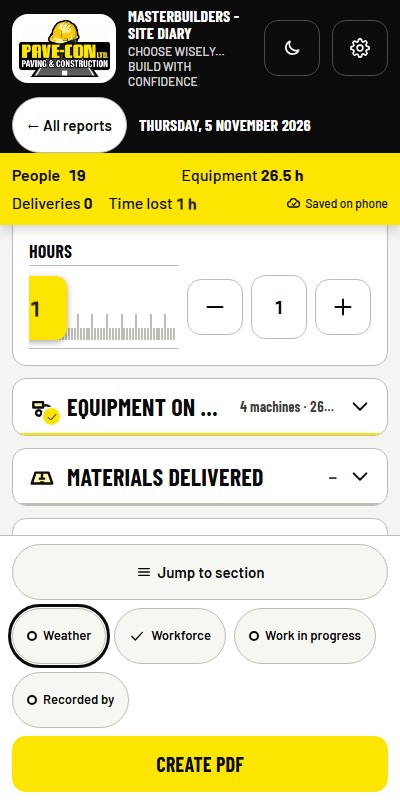 MASTERBUILDERS -
SITE DIARY
CHOOSE WISELY...
BUILD WITH
CONFIDENCE
PAVE-CON LTD.
PAVING & CONSTRUCTION
← All reports
THURSDAY, 5 NOVEMBER 2026
People 19
Equipment 26.5 h
Deliveries 0
Time lost 1 h
Saved on phone
HOURS
1
1
EQUIPMENT ON ...
4 machines · 26...
MATERIALS DELIVERED
–
Jump to section
Weather
Workforce
Work in progress
Recorded by
CREATE PDF